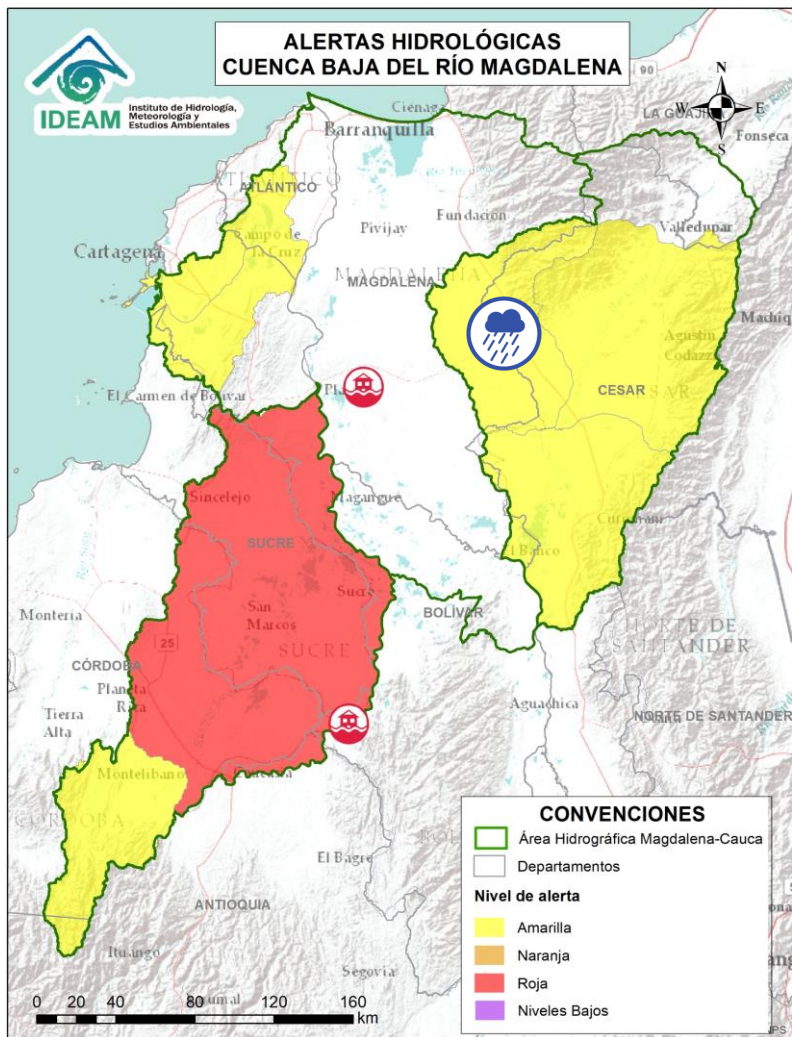 ALERTAS HIDROLÓGICAS
CUENCA BAJA DEL RÍO MAGDALENA
IDEAM
Instituto de Hidrología,
Meteorología y
Estudios Ambientales
N
W
E
S
90
Ciénaga
LA GUAJIRA
Barranquilla
Fonseca
ATLÁNTICO
Fundación
Pivijay
Valledupar
Campo de
la Cruz
Cartagena
MAGDALENA
MAGDALENA
Agustín
Codazzi
CESAR
El Carmen de Bolívar
Sincelejo
Magangué
SUCRE
El Banco
Sucre
San
Marcos
BOLÍVAR
Montería
SUCRE
NORTE DE
SANTANDER
25
CÓRDOBA
Planeta
Rica
Aguachica
Tierra
Alta
NORTE DE SANTANDER
Montelíbano
CÓRDOBA
El Bagre
ANTIOQUIA
Ituango
Segovia
CONVENCIONES
Área Hidrográfica Magdalena-Cauca
Departamentos
Nivel de alerta
Amarilla
Naranja
Roja
Niveles Bajos
0 20 40 80 120 160
km